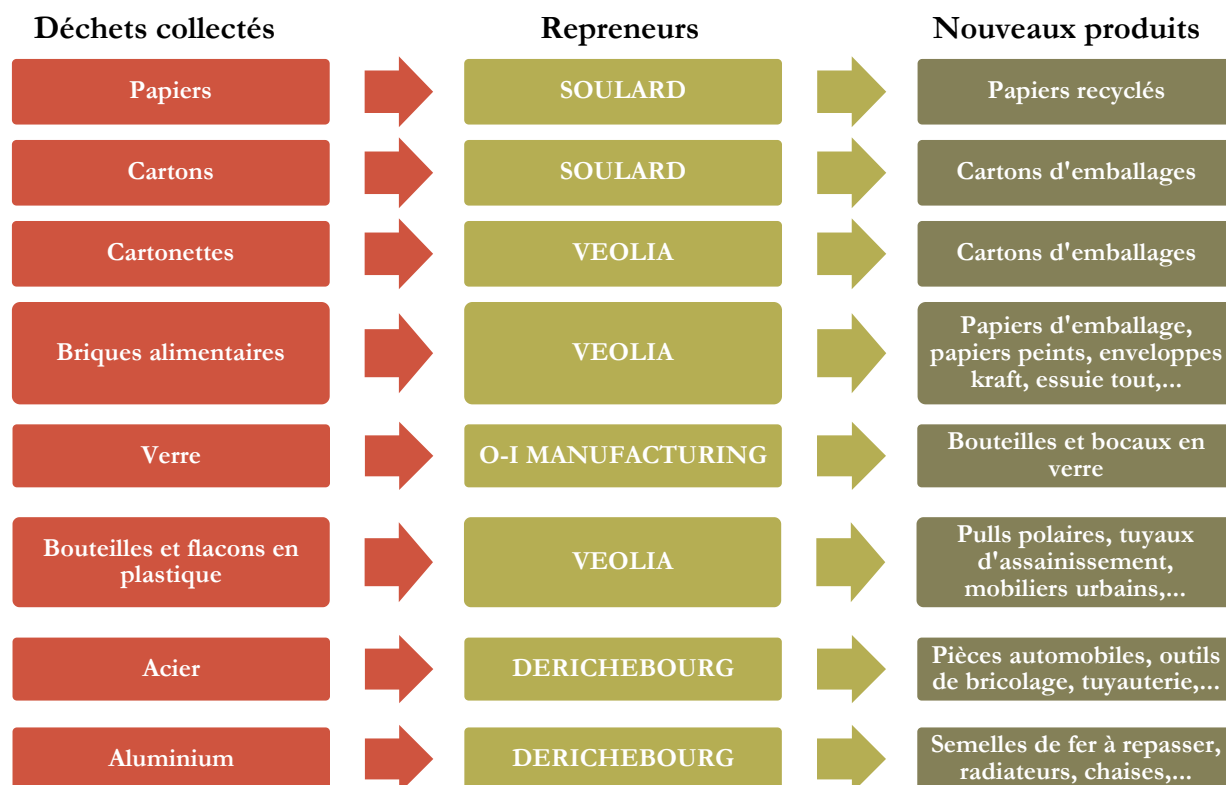 Déchets collectés Repreneurs Nouveaux produits
Papiers SOULARD Papiers recyclés
Cartons SOULARD Cartons d'emballages
Cartonettes VEOLIA Cartons d'emballages
Briques alimentaires VEOLIA Papiers d'emballage,
papiers peints, enveloppes
kraft, essuie tout,...
Verre O-I MANUFACTURING Bouteilles et bocaux en
verre
Bouteilles et flacons en
plastique
VEOLIA
Pulls polaires, tuyaux
d'assainissement,
mobiliers urbains,...
Acier DERICHEBOURG Pièces automobiles, outils
de bricolage, tuyauterie,...
Aluminium DERICHEBOURG Semelles de fer à repasser,
radiateurs, chaises,...